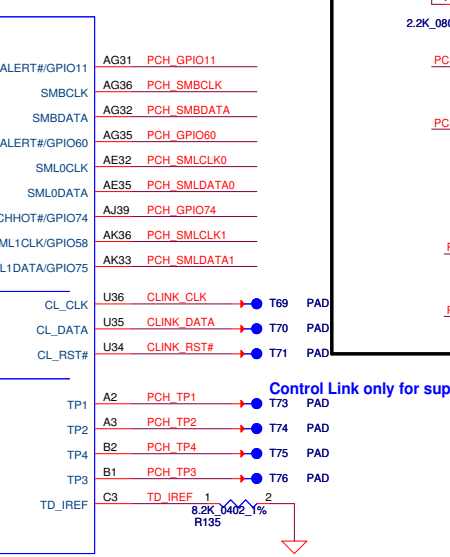 2.2K_080
ALERT#/GPIO11 AG31 PCH_GPIO11 PC
SMBCLK AG36 PCH_SMBCLK
SMBDATA AG32 PCH_SMBDATA PC
ALERT#/GPIO60 AG35 PCH_GPIO60
SML0CLK AE32 PCH_SMLCLK0
SML0DATA AE35 PCH_SMLDATA0
CHHOT#/GPIO74 AJ39 PCH_GPIO74
ML1CLK/GPIO58 AK36 PCH_SMLCLK1
L1DATA/GPIO75 AK33 PCH_SMLDATA1
CL_CLK U36 CLINK_CLK T69 PAD
CL_DATA U35 CLINK_DATA T70 PAD
CL_RST# U34 CLINK_RST# T71 PAD
Control Link only for sup
TP1 A2 PCH_TP1 T73 PAD
TP2 A3 PCH_TP2 T74 PAD
TP4 B2 PCH_TP4 T75 PAD
TP3 B1 PCH_TP3 T76 PAD
TD_IREF C3 TD_IREF 1 2
8.2K_0402_1%
R135